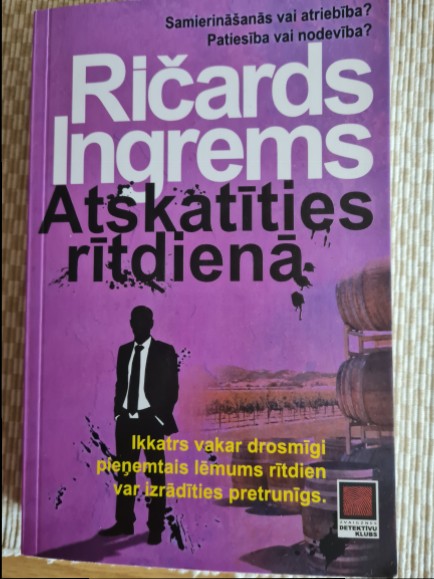 Samierināšanās vai atriebība?
Patiesība vai nodevība?
Ričards
Ingrems
Atskatīties
rītdienā
Ikkatrs vakar drosmīgi
pieņemtais lēmums rītdien
var izrādīties pretrunīgs.
DETEKTĪVU
KLUBS